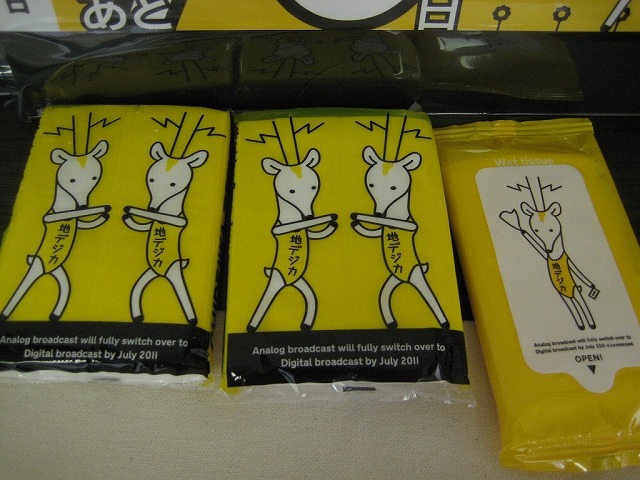 日
あと
日
地デジカ
地デジカ
Analog broadcast will fully switch over to
Digital broadcast by July 2011
地デジカ
地デジカ
Analog broadcast will fully switch over to
Digital broadcast by July 2011
Wet tissue
地デジカ
Analog broadcast will fully switch over to
Digital broadcast by July 2011
OPEN!